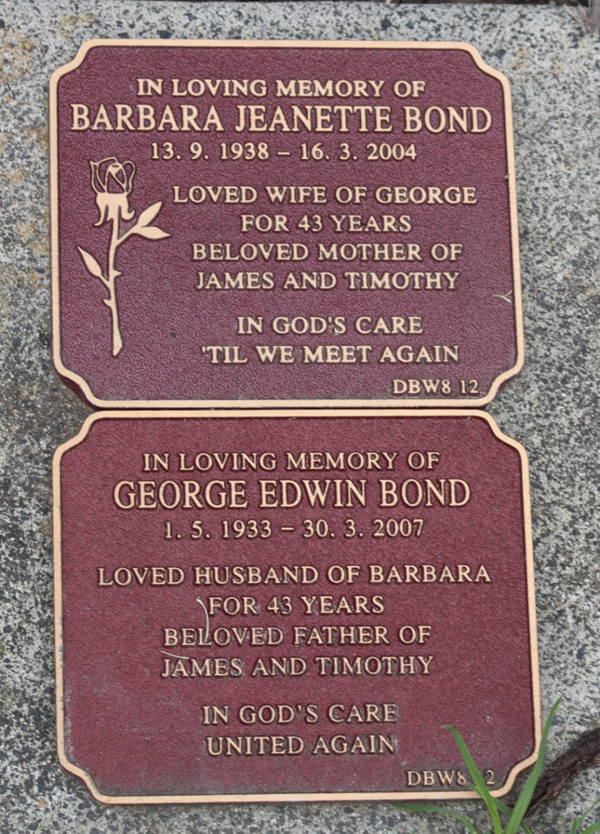 IN LOVING MEMORY OF
BARBARA JEANETTE BOND
13. 9. 1938 – 16. 3. 2004
LOVED WIFE OF GEORGE
FOR 43 YEARS
BELOVED MOTHER OF
JAMES AND TIMOTHY
IN GOD'S CARE
'TIL WE MEET AGAIN
DBW8 12
IN LOVING MEMORY OF
GEORGE EDWIN BOND
1. 5. 1933 – 30. 3. 2007
LOVED HUSBAND OF BARBARA
FOR 43 YEARS
BELOVED FATHER OF
JAMES AND TIMOTHY
IN GOD'S CARE
UNITED AGAIN